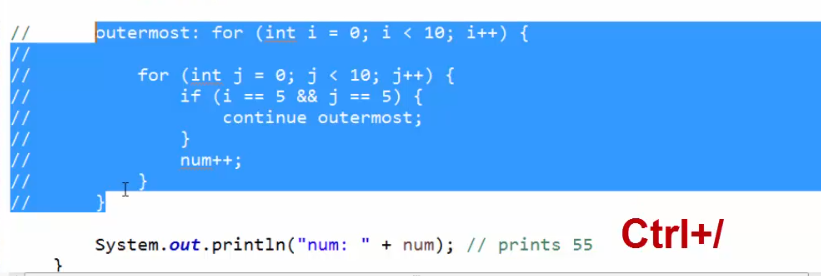 //      outermost: for (int i = 0; i < 10; i++) {
//
//          for (int j = 0; j < 10; j++) {
//              if (i == 5 && j == 5) {
//                  continue outermost;
//              }
//              num++;
//          }
//      }
System.out.println("num: " + num); // prints 55
Ctrl+/
}